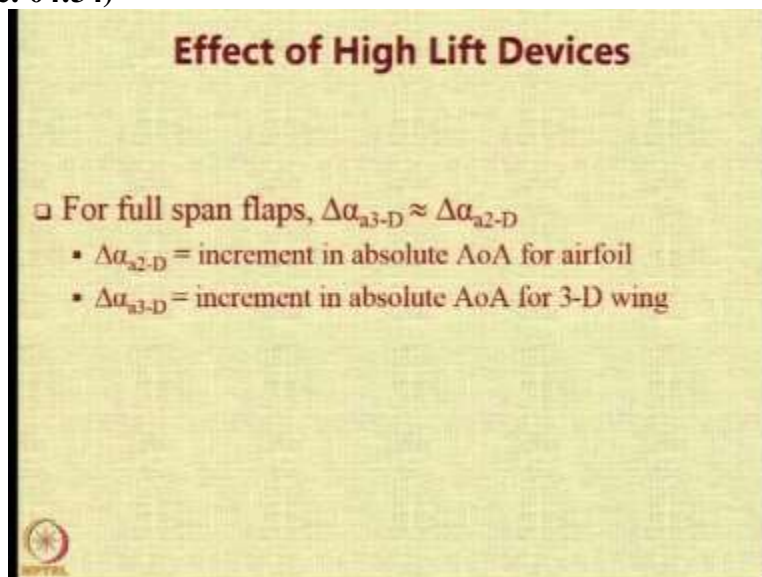 Effect of High Lift Devices
❑ For full span flaps, Δαa3-D ≈ Δαa2-D
▪ Δαa2-D = increment in absolute AoA for airfoil
▪ Δαa3-D = increment in absolute AoA for 3-D wing
NPTEL